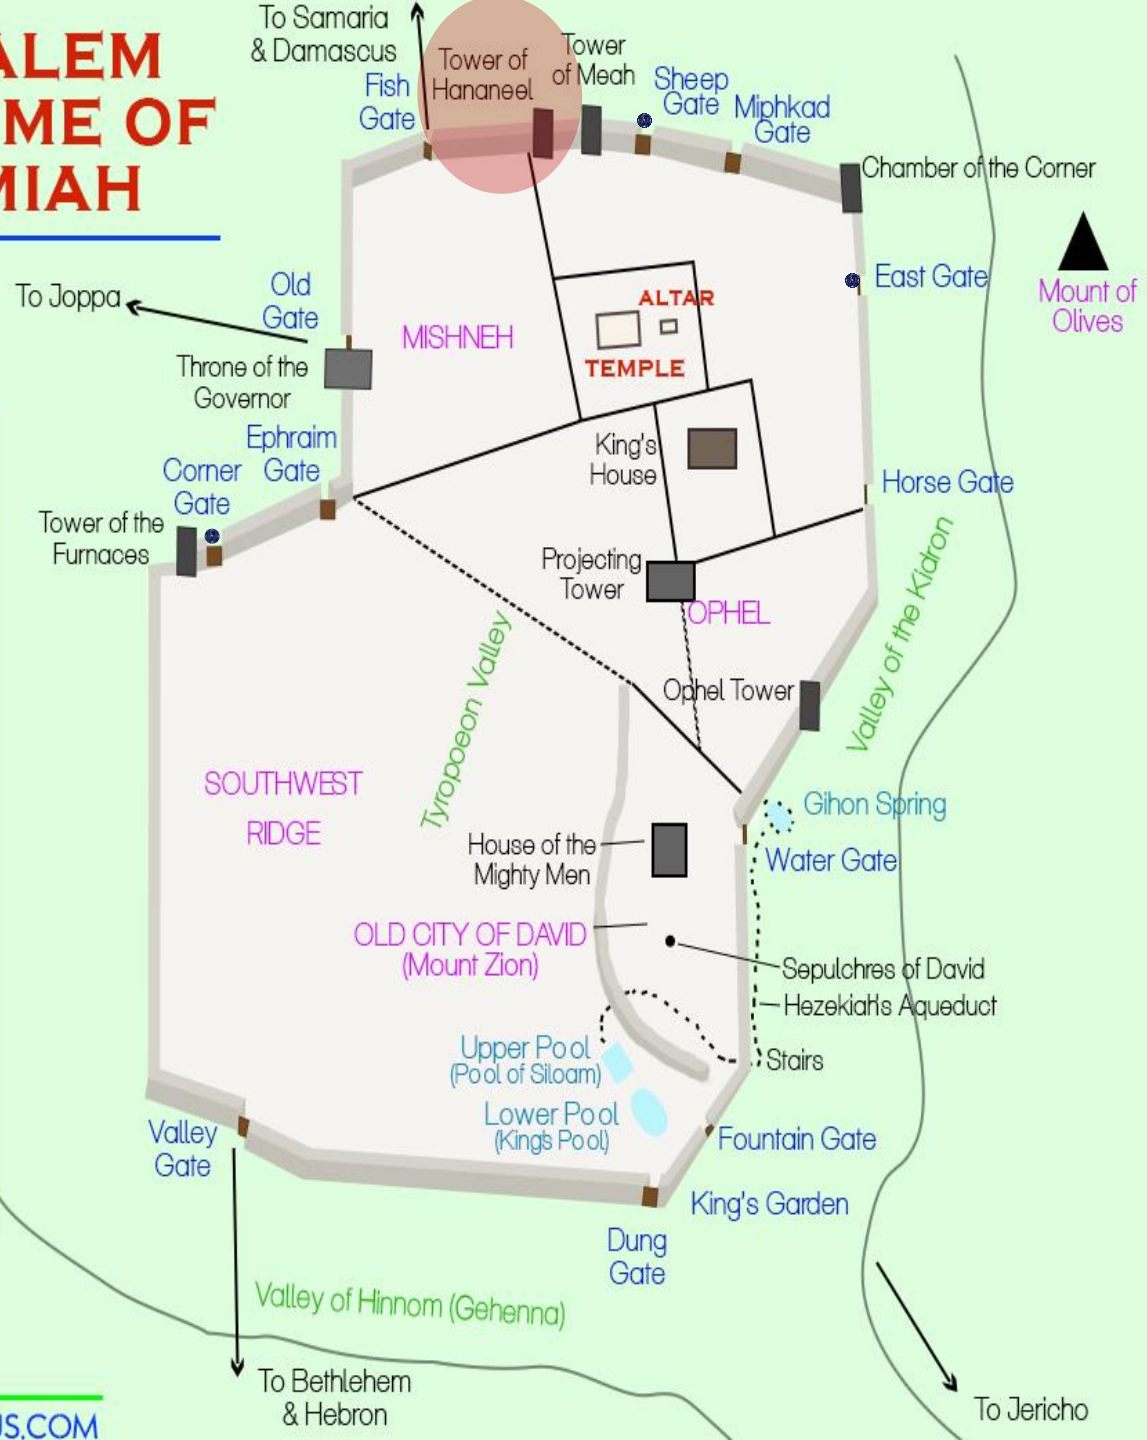 ALEM
ME OF
MIAH
To Samaria
& Damascus
Fish
Gate
Tower of
Hananeel
Tower
of Meah
Sheep
Gate
Miphkad
Gate
Chamber of the Corner
East Gate
Mount of
Olives
To Joppa
Old
Gate
Throne of the
Governor
MISHNEH
ALTAR
TEMPLE
Ephraim
Gate
Corner
Gate
Tower of the
Furnaces
King's
House
Horse Gate
Projecting
Tower
OPHEL
Valley of the Kidron
Ophel Tower
Tyropoeon Valley
SOUTHWEST
RIDGE
Gihon Spring
Water Gate
House of the
Mighty Men
OLD CITY OF DAVID
(Mount Zion)
Sepulchres of David
Hezekiah's Aqueduct
Stairs
Upper Pool
(Pool of Siloam)
Lower Pool
(King's Pool)
Valley
Gate
Fountain Gate
King's Garden
Dung
Gate
Valley of Hinnom (Gehenna)
To Bethlehem
& Hebron
To Jericho
US.COM